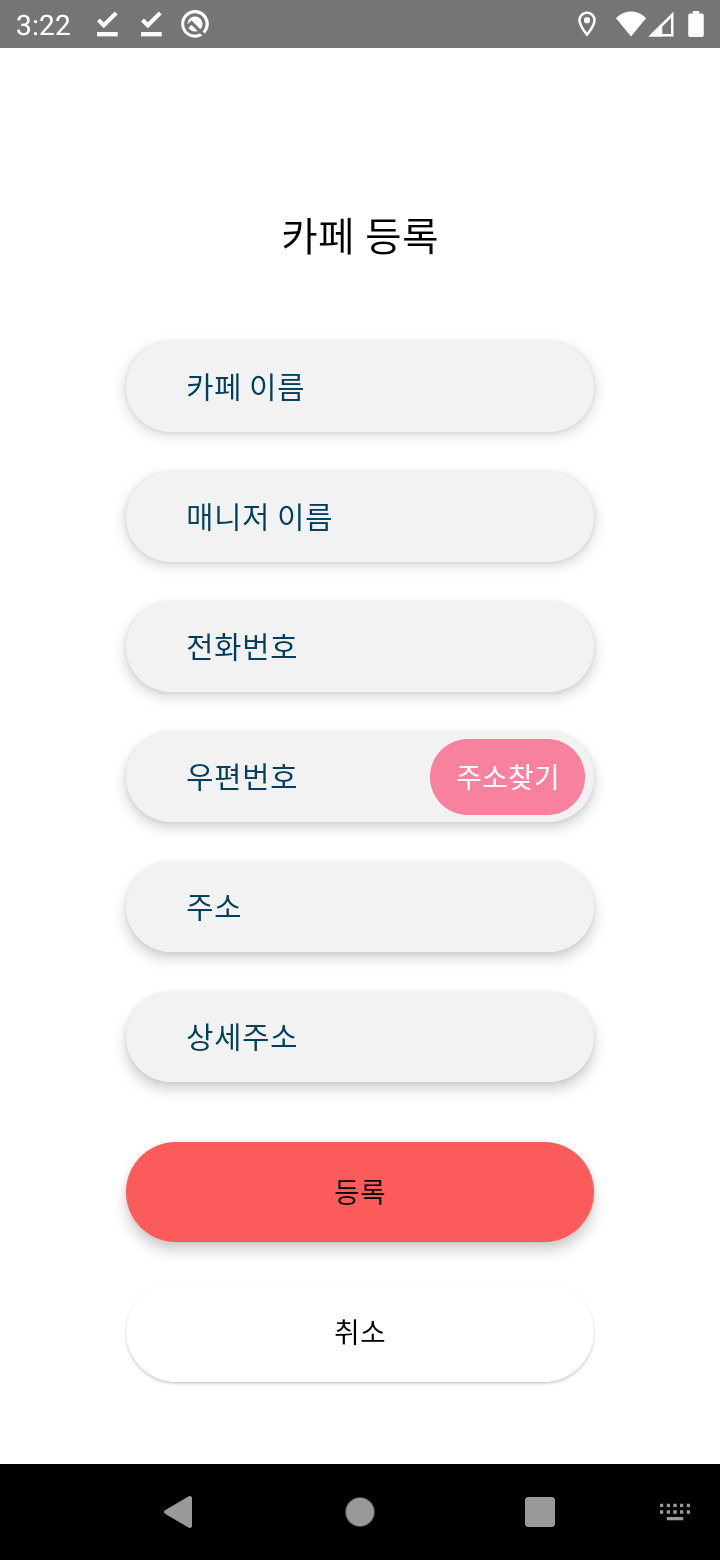 3:22
카페 등록
카페 이름
매니저 이름
전화번호
우편번호 주소찾기
주소
상세주소
등록
취소